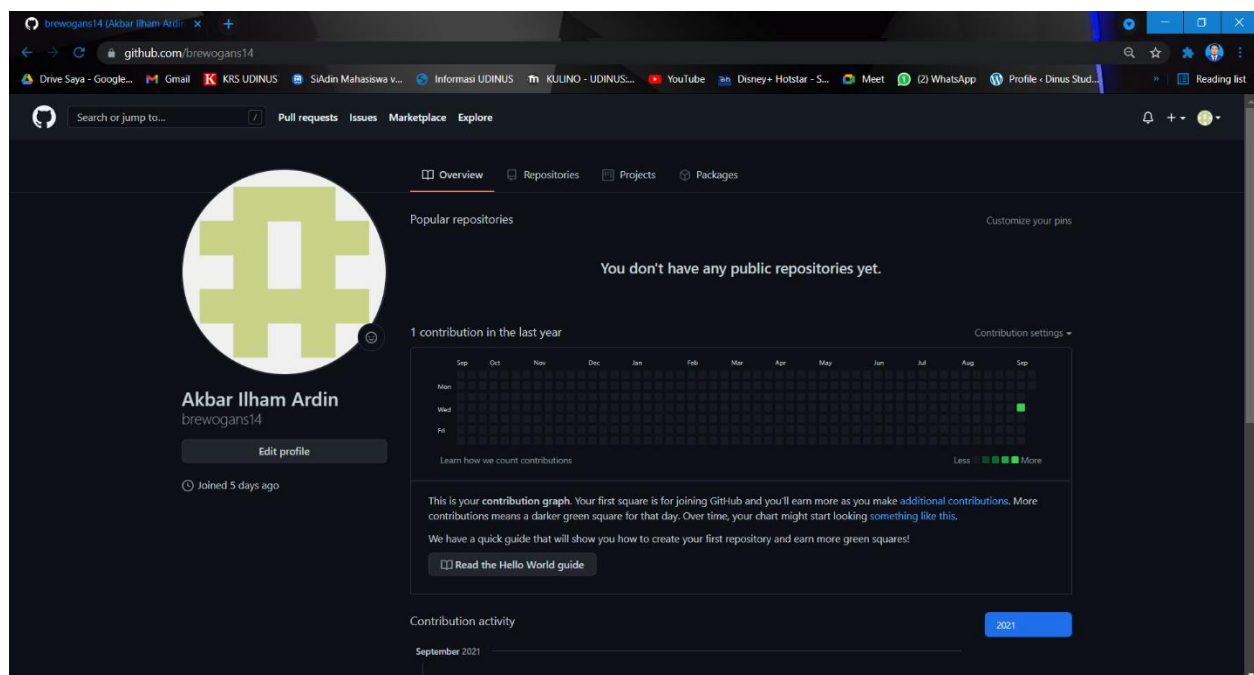 brewogans14 (Akbar Ilham Ardin
github.com/brewogans14
Drive Saya - Google... Gmail KRS UDINUS SiAdin Mahasiswa v... Informasi UDINUS KULINO - UDINUS:... YouTube Disney+ Hotstar - S... Meet (2) WhatsApp Profile ‹ Dinus Stud... » Reading list
Search or jump to... / Pull requests Issues Marketplace Explore
Overview Repositories Projects Packages
Popular repositories Customize your pins
You don't have any public repositories yet.
1 contribution in the last year Contribution settings
Sep Oct Nov Dec Jan Feb Mar Apr May Jun Jul Aug Sep
Mon
Wed
Fri
Learn how we count contributions Less More
Akbar Ilham Ardin
brewogans14
Edit profile
Joined 5 days ago
This is your contribution graph. Your first square is for joining GitHub and you'll earn more as you make additional contributions. More
contributions means a darker green square for that day. Over time, your chart might start looking something like this.
We have a quick guide that will show you how to create your first repository and earn more green squares!
Read the Hello World guide
Contribution activity 2021
September 2021